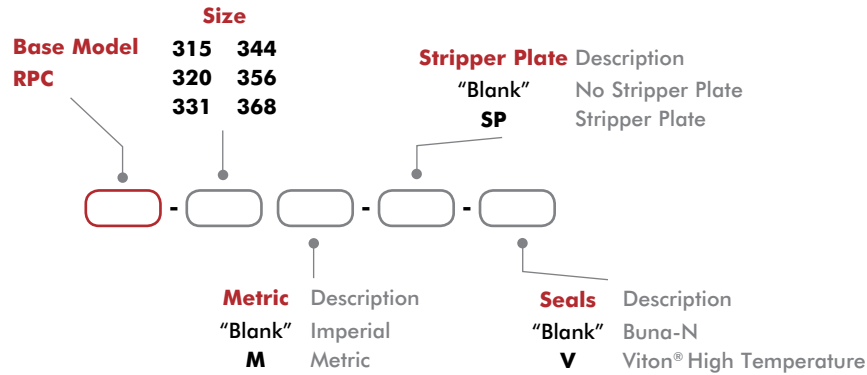 Size
Base Model
RPC
315 344
320 356
331 368
Stripper Plate Description
“Blank” No Stripper Plate
SP Stripper Plate
- - -
Metric Description
“Blank” Imperial
M Metric
Seals Description
“Blank” Buna-N
V Viton® High Temperature